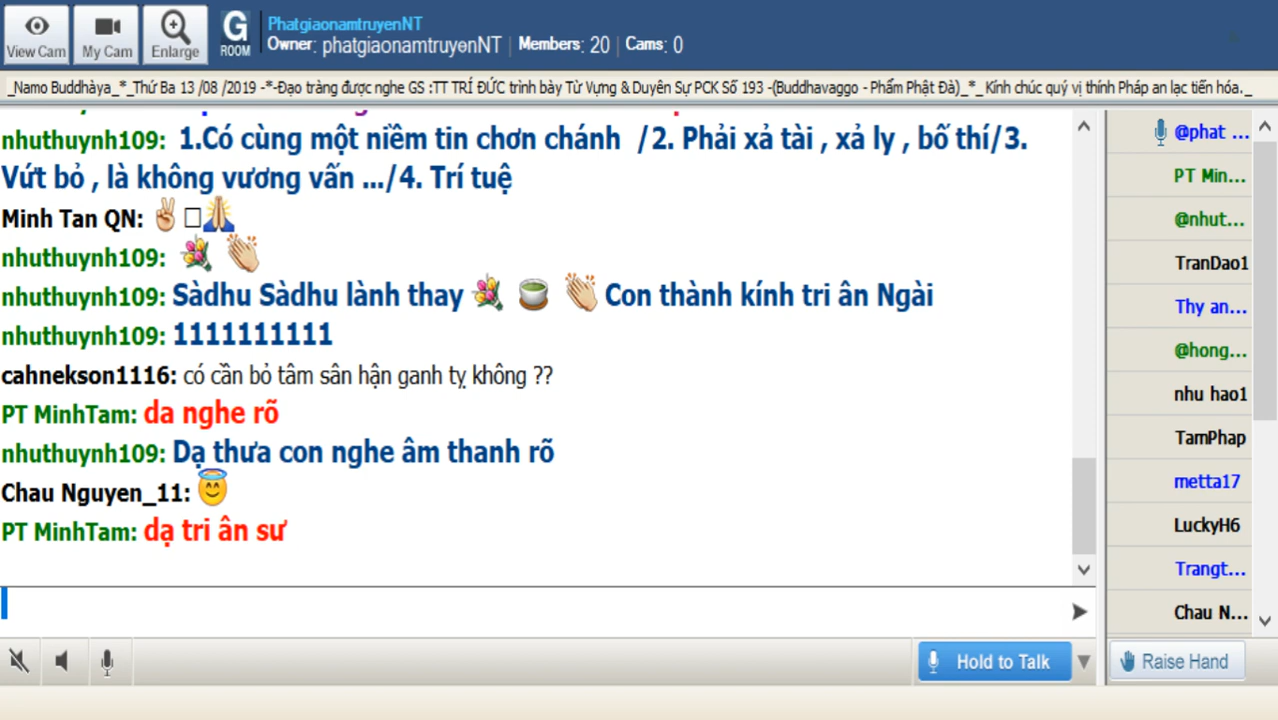 View Cam
My Cam
Enlarge
G
ROOM
PhatgiaonamtruyenNT
Owner: phatgiaonamtruyenNT | Members: 20 | Cams: 0
_Namo Buddhàya_*_Thứ Ba 13 /08 /2019 -*-Đạo tràng được nghe GS :TT TRÍ ĐỨC trình bày Từ Vựng & Duyên Sự PCK Số 193 -(Buddhavaggo - Phẩm Phật Đà)_*_ Kính chúc quý vị thính Pháp an lạc tiến hóa._
nhuthuynh109: 1.Có cùng một niềm tin chơn chánh /2. Phải xả tài , xả ly , bố thí/3.
Vứt bỏ , là không vương vấn .../4. Trí tuệ
Minh Tan QN: ✌🏼□🙏🏼
nhuthuynh109: 💐 👏🏼
nhuthuynh109: Sàdhu Sàdhu lành thay 💐 🍵 👏🏼 Con thành kính tri ân Ngài
nhuthuynh109: 1111111111
cahnekson1116: có cần bỏ tâm sân hận ganh tỵ không ??
PT MinhTam: da nghe rõ
nhuthuynh109: Dạ thưa con nghe âm thanh rõ
Chau Nguyen_11: 😇
PT MinhTam: dạ tri ân sư
@phat ...
PT Min...
@nhut...
TranDao1
Thy an...
@hong...
nhu hao1
TamPhap
metta17
LuckyH6
Trangt...
Chau N...
Hold to Talk
Raise Hand